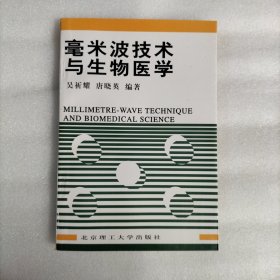 毫米波技术
与生物医学
吴祈耀 唐晓英 编著
MILLIMETRE-WAVE TECHNIQUE
AND BIOMEDICAL SCIENCE
北京理工大学出版社